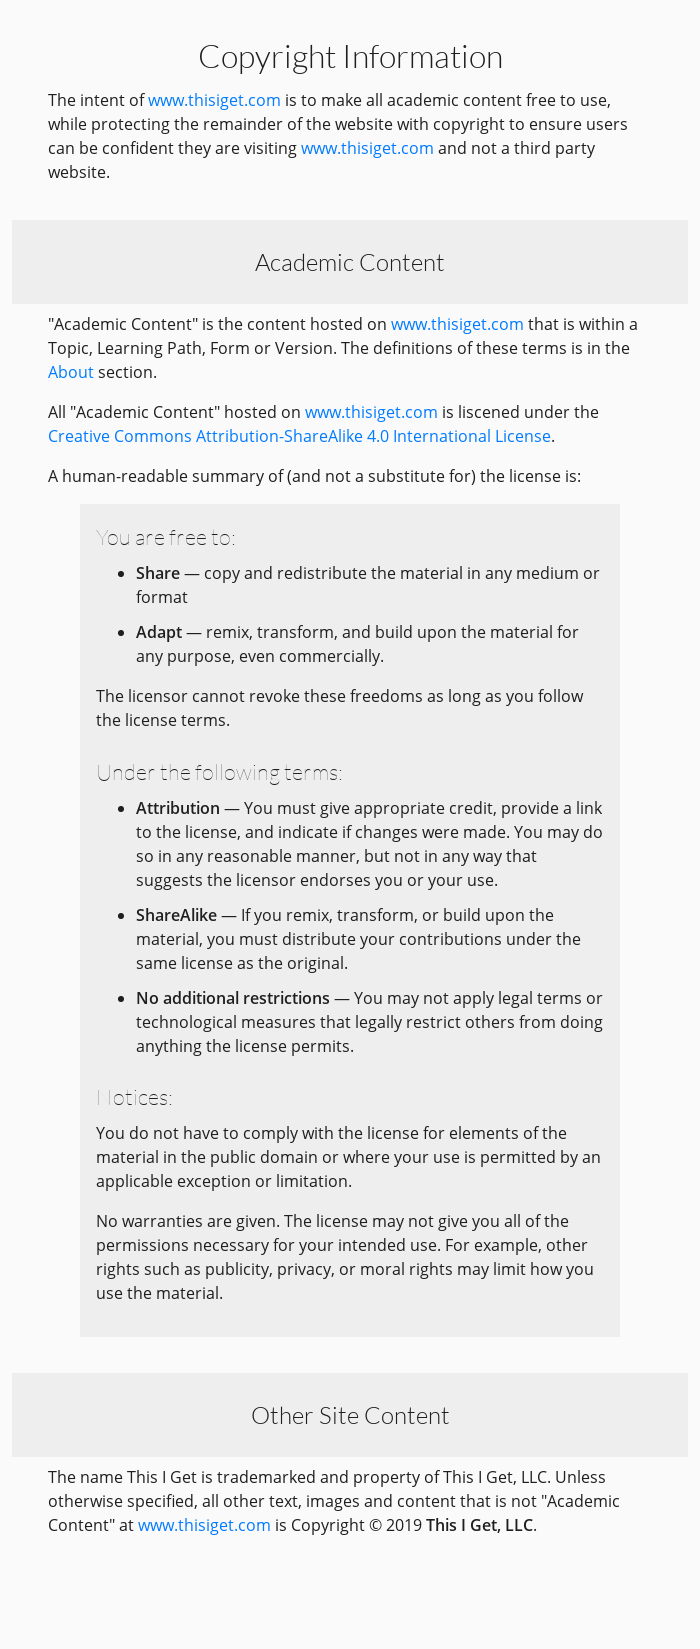 Copyright Information
The intent of www.thisiget.com is to make all academic content free to use,
while protecting the remainder of the website with copyright to ensure users
can be confident they are visiting www.thisiget.com and not a third party
website.
Academic Content
"Academic Content" is the content hosted on www.thisiget.com that is within a
Topic, Learning Path, Form or Version. The definitions of these terms is in the
About section.
All "Academic Content" hosted on www.thisiget.com is liscened under the
Creative Commons Attribution-ShareAlike 4.0 International License.
A human-readable summary of (and not a substitute for) the license is:
You are free to:
• Share — copy and redistribute the material in any medium or
format
• Adapt — remix, transform, and build upon the material for
any purpose, even commercially.
The licensor cannot revoke these freedoms as long as you follow
the license terms.
Under the following terms:
• Attribution — You must give appropriate credit, provide a link
to the license, and indicate if changes were made. You may do
so in any reasonable manner, but not in any way that
suggests the licensor endorses you or your use.
• ShareAlike — If you remix, transform, or build upon the
material, you must distribute your contributions under the
same license as the original.
• No additional restrictions — You may not apply legal terms or
technological measures that legally restrict others from doing
anything the license permits.
Notices:
You do not have to comply with the license for elements of the
material in the public domain or where your use is permitted by an
applicable exception or limitation.
No warranties are given. The license may not give you all of the
permissions necessary for your intended use. For example, other
rights such as publicity, privacy, or moral rights may limit how you
use the material.
Other Site Content
The name This I Get is trademarked and property of This I Get, LLC. Unless
otherwise specified, all other text, images and content that is not "Academic
Content" at www.thisiget.com is Copyright © 2019 This I Get, LLC.